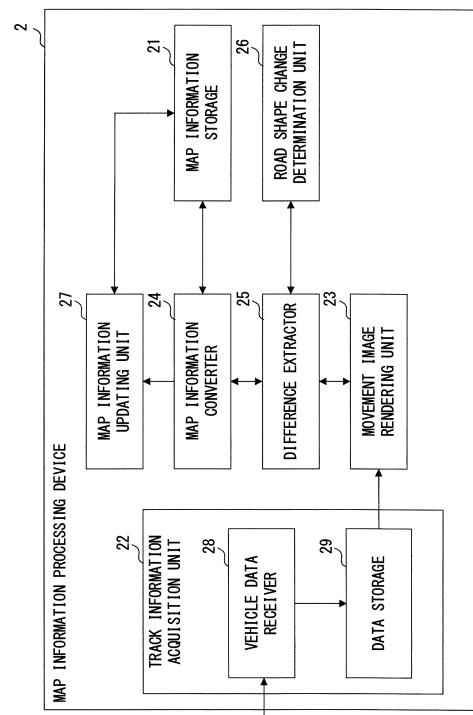 2
MAP INFORMATION PROCESSING DEVICE
22
TRACK INFORMATION
ACQUISITION UNIT
28
VEHICLE DATA
RECEIVER
29
DATA STORAGE
27
MAP INFORMATION
UPDATING UNIT
24
MAP INFORMATION
CONVERTER
25
DIFFERENCE EXTRACTOR
23
MOVEMENT IMAGE
RENDERING UNIT
21
MAP INFORMATION
STORAGE
26
ROAD SHAPE CHANGE
DETERMINATION UNIT